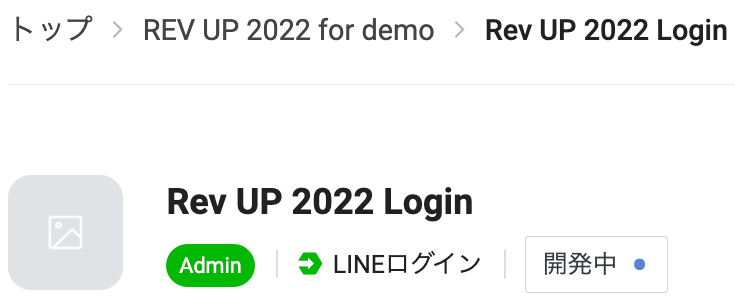 トップ > REV UP 2022 for demo > Rev UP 2022 Login
Rev UP 2022 Login
Admin LINEログイン 開発中